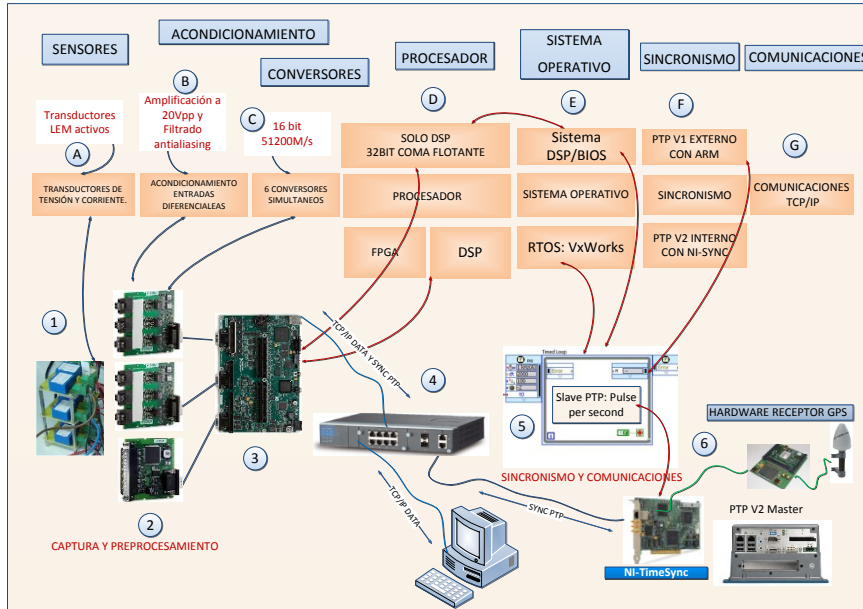 SENSORES
ACONDICIONAMIENTO
CONVERSORES
PROCESADOR
SISTEMA
OPERATIVO
SINCRONISMO
COMUNICACIONES
A
B
C
D
E
F
G
Transductores
LEM activos
Amplificación a
20Vpp y
Filtrado
antialiasing
16 bit
51200M/s
SOLO DSP
32BIT COMA FLOTANTE
Sistema
DSP/BIOS
PTP V1 EXTERNO
CON ARM
TRANSDUCTORES DE
TENSIÓN Y CORRIENTE.
ACONDICIONAMIENTO
ENTRADAS
DIFERENCIALEAS
6 CONVERSORES
SIMULTANEOS
PROCESADOR
SISTEMA OPERATIVO
SINCRONISMO
COMUNICACIONES
TCP/IP
FPGA
DSP
RTOS: VxWorks
PTP V2 INTERNO
CON NI-SYNC
1
TCP/IP DATA Y SYNC PTP
4
Timed Loop
Error
Slave PTP: Pulse
per second
5
6
HARDWARE RECEPTOR GPS
3
SINCRONISMO Y COMUNICACIONES
TCP/IP DATA
SYNC PTP
PTP V2 Master
2
CAPTURA Y PREPROCESAMIENTO
NI-TimeSync